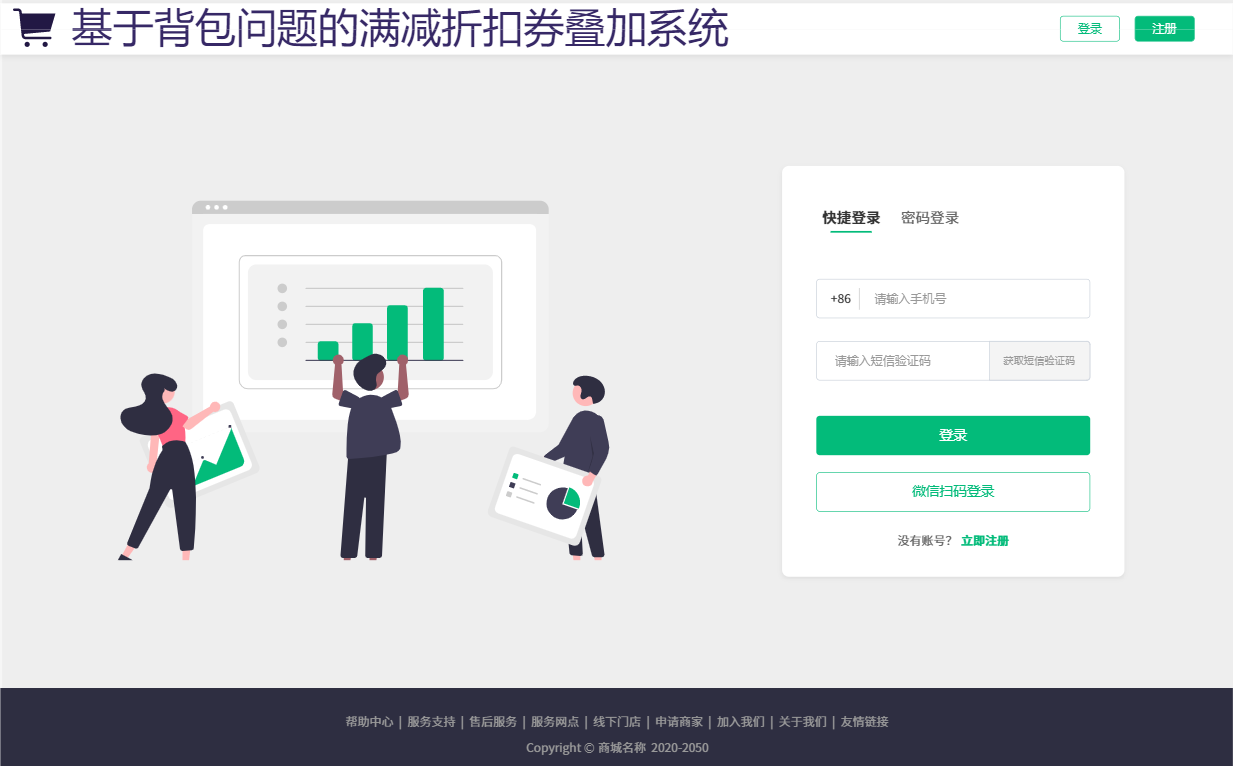 基于背包问题的满减折扣券叠加系统
登录 注册
快捷登录 密码登录
+86 请输入手机号
请输入短信验证码 获取短信验证码
登录
微信扫码登录
没有账号？ 立即注册
帮助中心 | 服务支持 | 售后服务 | 服务网点 | 线下门店 | 申请商家 | 加入我们 | 关于我们 | 友情链接
Copyright © 商城名称 2020-2050